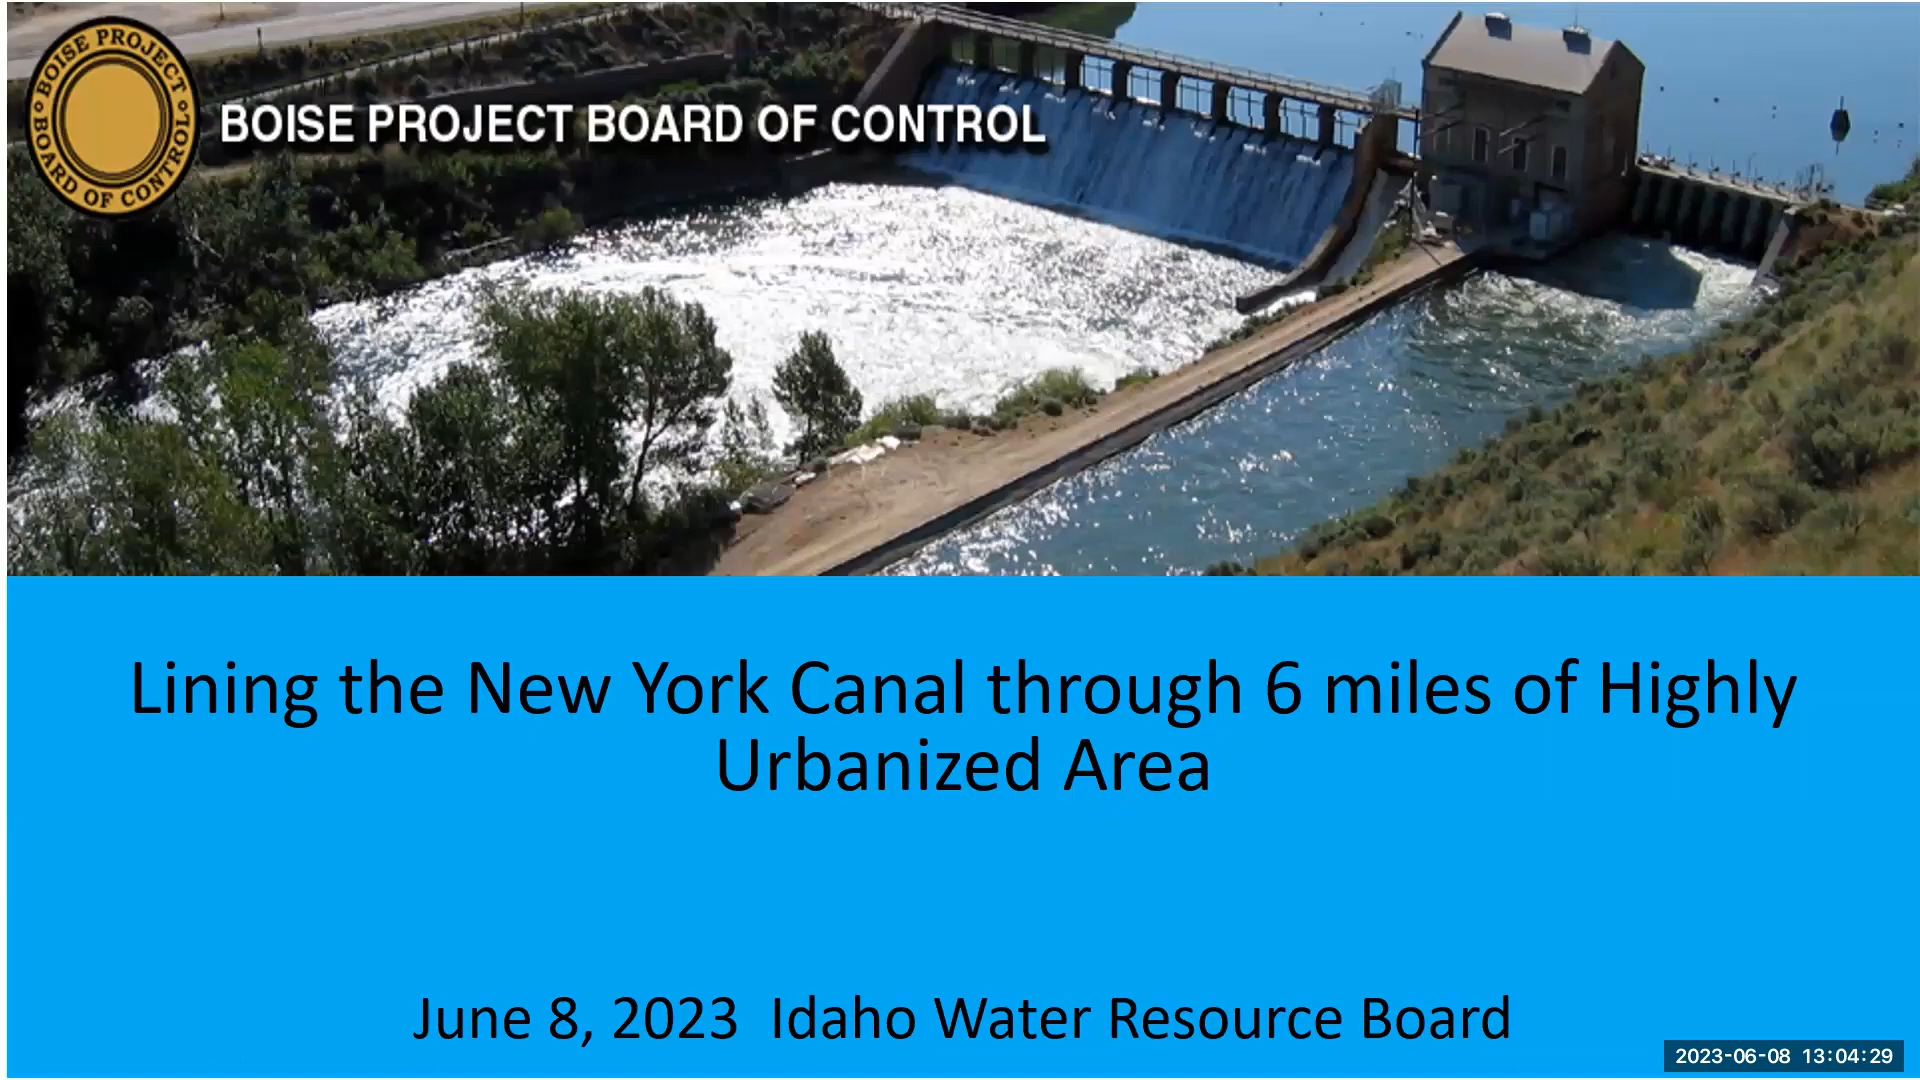 BOISE PROJECT
BOARD OF CONTROL
BOISE PROJECT BOARD OF CONTROL
Lining the New York Canal through 6 miles of Highly
Urbanized Area
June 8, 2023 Idaho Water Resource Board
2023-06-08 13:04:29